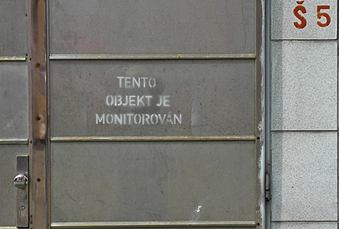 Š 5
TENTO
OBJEKT JE
MONITOROVÁN